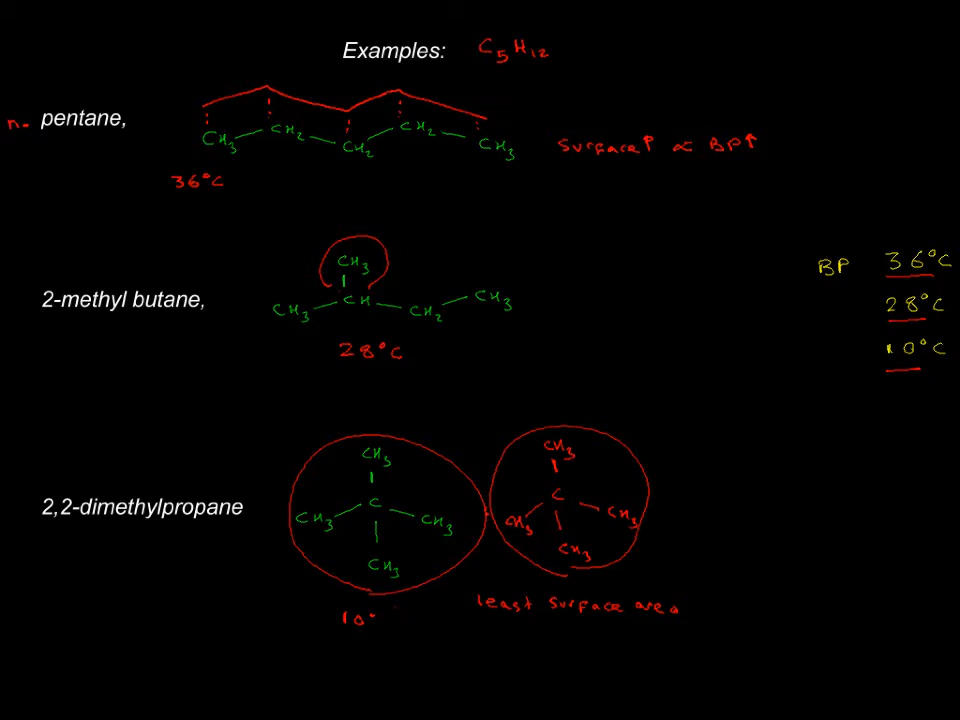 Examples: C5H12
n- pentane,
CH3 CH2 CH2 CH2 CH3
surface↑ ∝ BP↑
36°C
BP 36°C
28°C
10°C
CH3
2-methyl butane,
CH3 CH CH2 CH3
28°C
CH3
2,2-dimethylpropane
CH3 C CH3
CH3
CH3
C
CH3 CH3
CH3
10°
least surface area